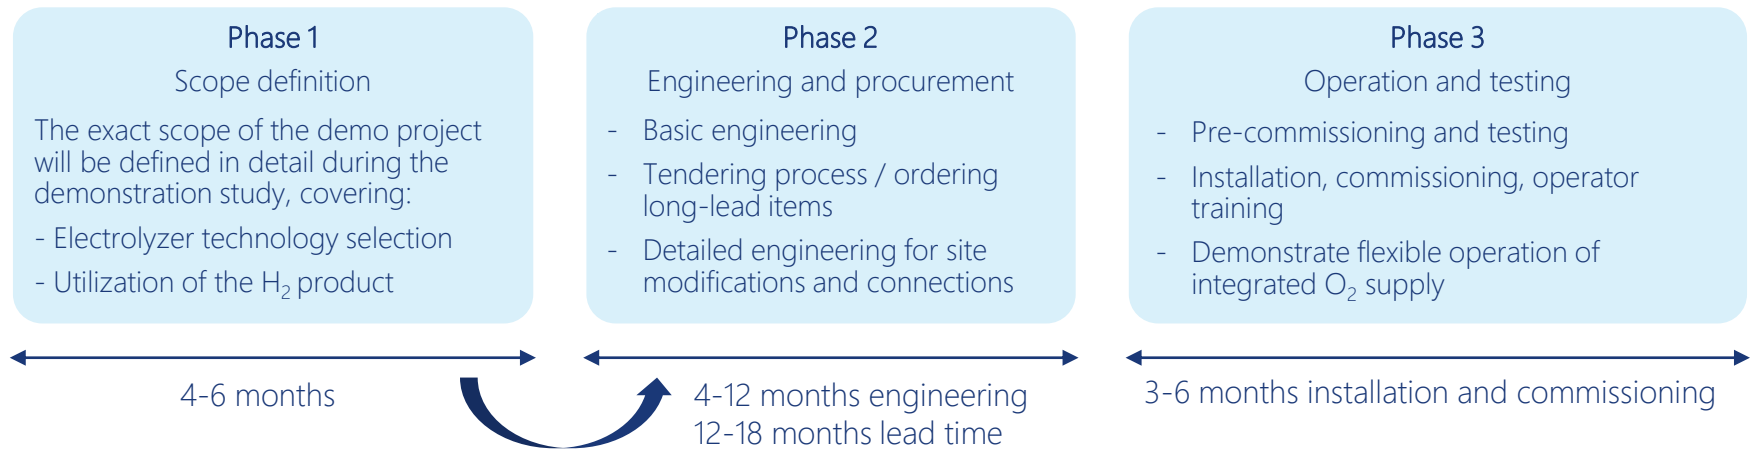 Phase 1
Scope definition
The exact scope of the demo project
will be defined in detail during the
demonstration study, covering:
- Electrolyzer technology selection
- Utilization of the H₂ product
4-6 months
Phase 2
Engineering and procurement
- Basic engineering
- Tendering process / ordering
long-lead items
- Detailed engineering for site
modifications and connections
4-12 months engineering
12-18 months lead time
Phase 3
Operation and testing
- Pre-commissioning and testing
- Installation, commissioning, operator
training
- Demonstrate flexible operation of
integrated O₂ supply
3-6 months installation and commissioning